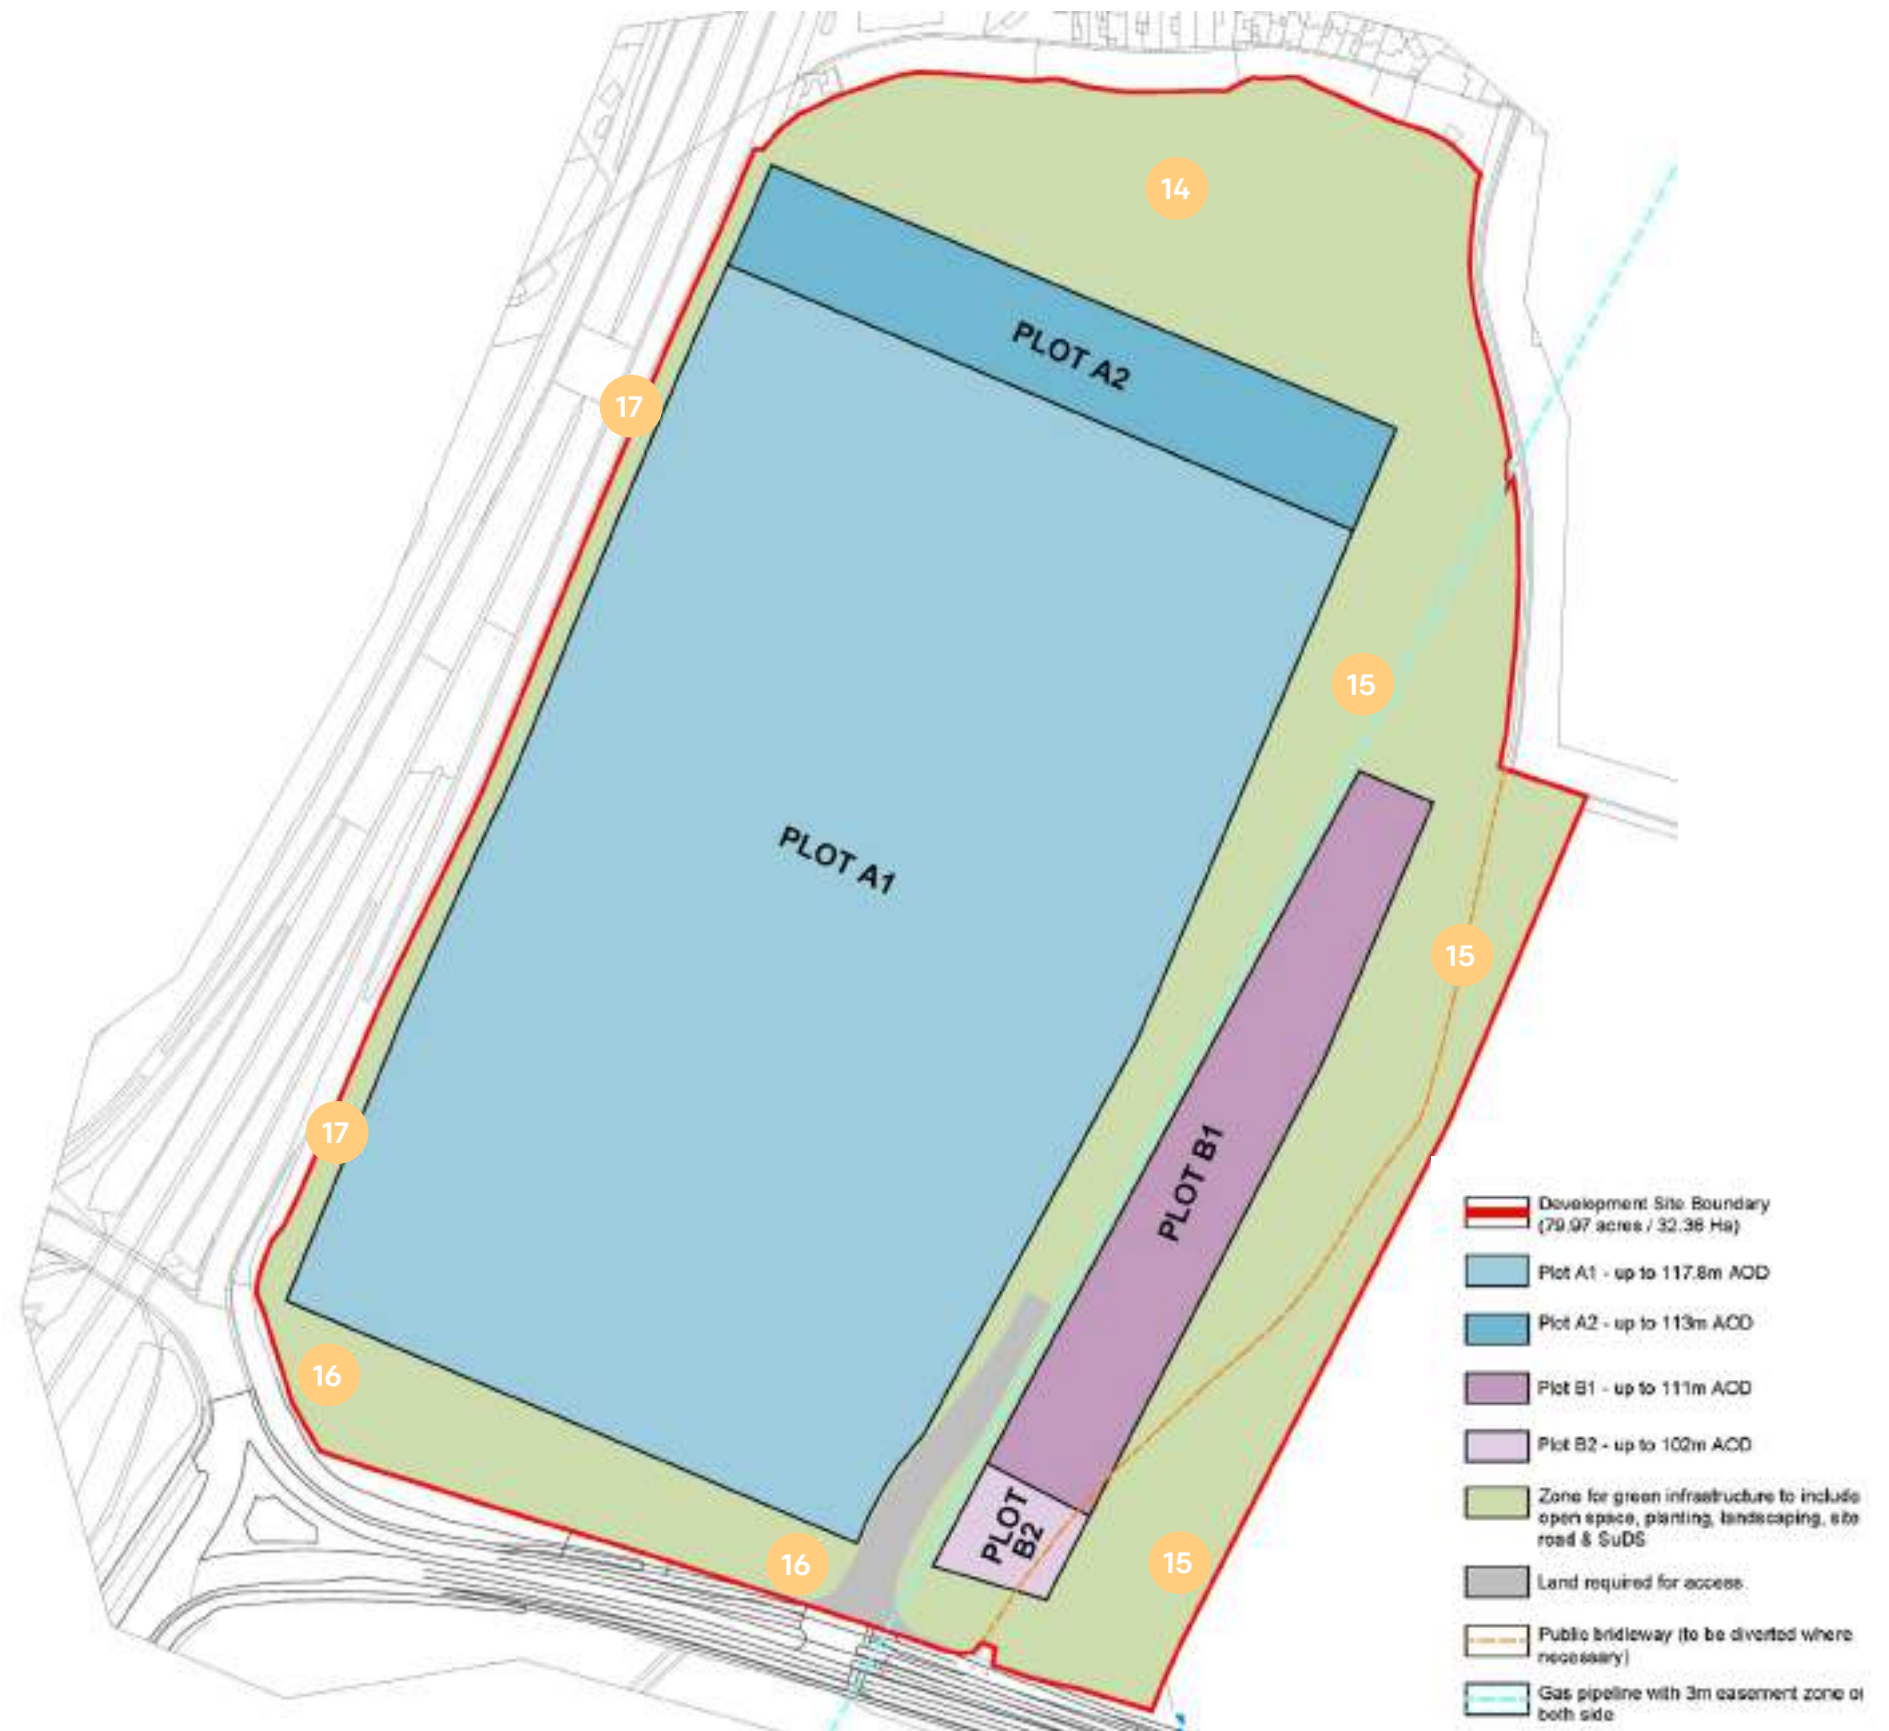 14
PLOT A2
17
15
PLOT A1
15
17
PLOT B1
Development Site Boundary
(79.97 acres / 32.36 Ha)
Plot A1 - up to 117.8m AOD
Plot A2 - up to 113m AOD
16
Plot B1 - up to 111m AOD
Plot B2 - up to 102m AOD
PLOT
B2
Zone for green infrastructure to include
open space, planting, landscaping, site
road & SuDS
16
15
Land required for access
Public bridleway (to be diverted where
necessary)
Gas pipeline with 3m easement zone o
both side